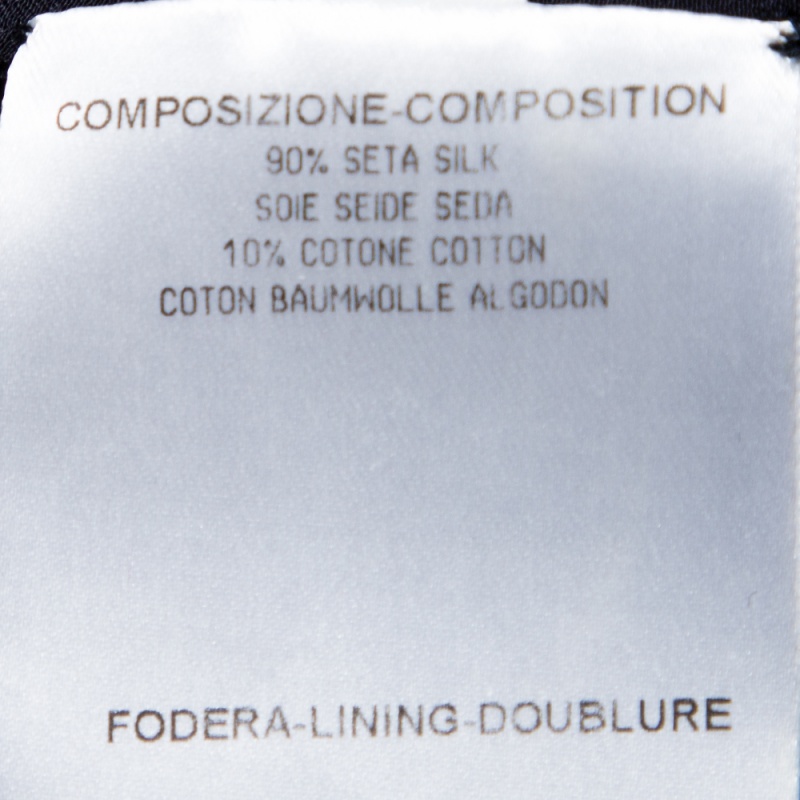 COMPOSIZIONE-COMPOSITION
90% SETA SILK
SOIE SEIDE SEDA
10% COTONE COTTON
COTON BAUMWOLLE ALGODON
FODERA-LINING-DOUBLURE